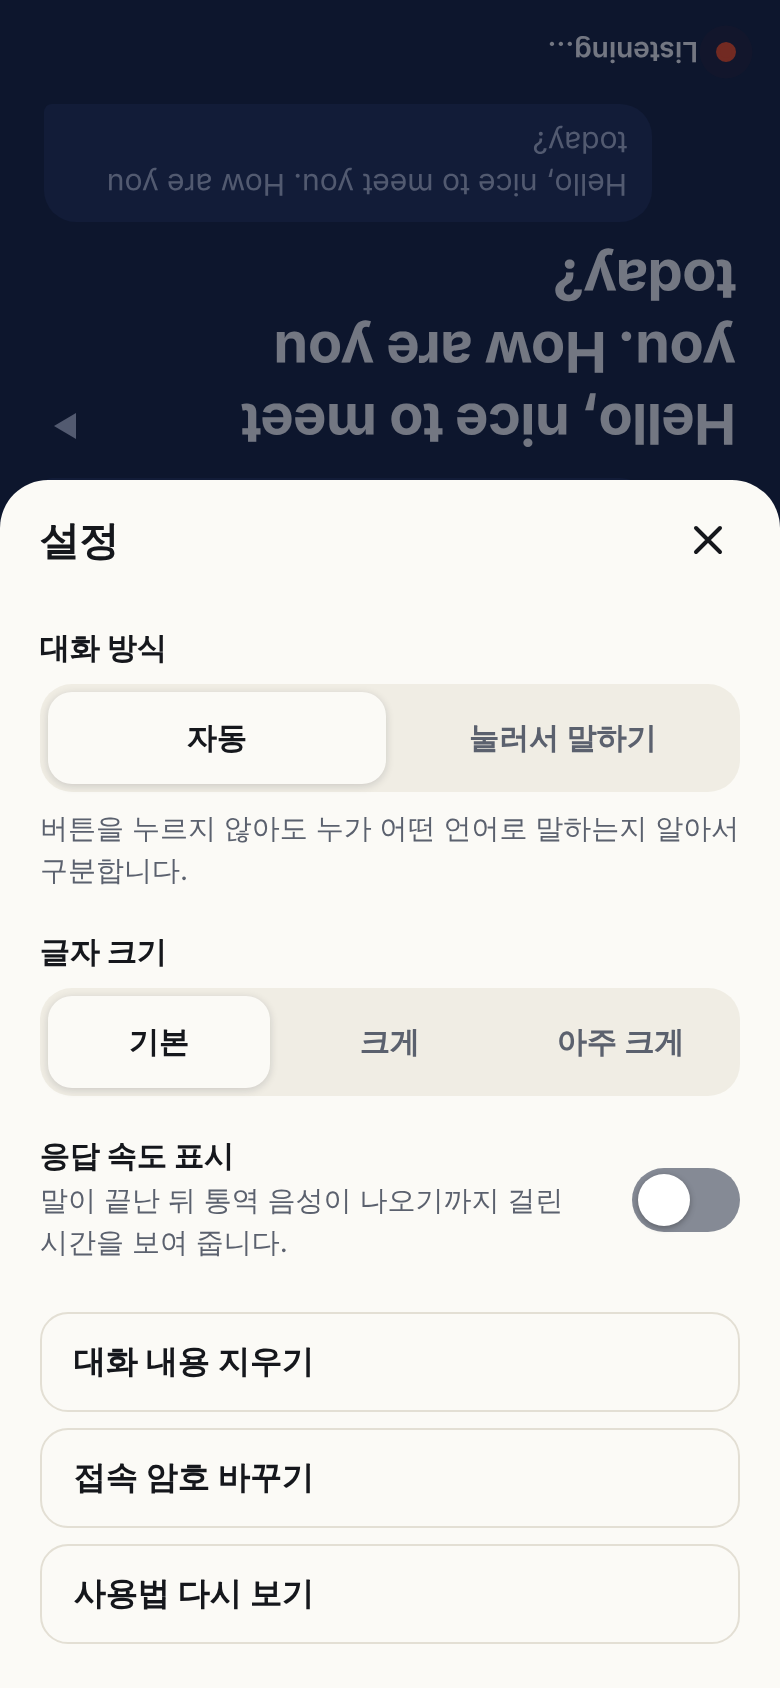 Listening...
Hello, nice to meet you. How are you
today?
Hello, nice to meet
you. How are you
today?
설정
대화 방식
자동
눌러서 말하기
버튼을 누르지 않아도 누가 어떤 언어로 말하는지 알아서
구분합니다.
글자 크기
기본
크게
아주 크게
응답 속도 표시
말이 끝난 뒤 통역 음성이 나오기까지 걸린
시간을 보여 줍니다.
대화 내용 지우기
접속 암호 바꾸기
사용법 다시 보기